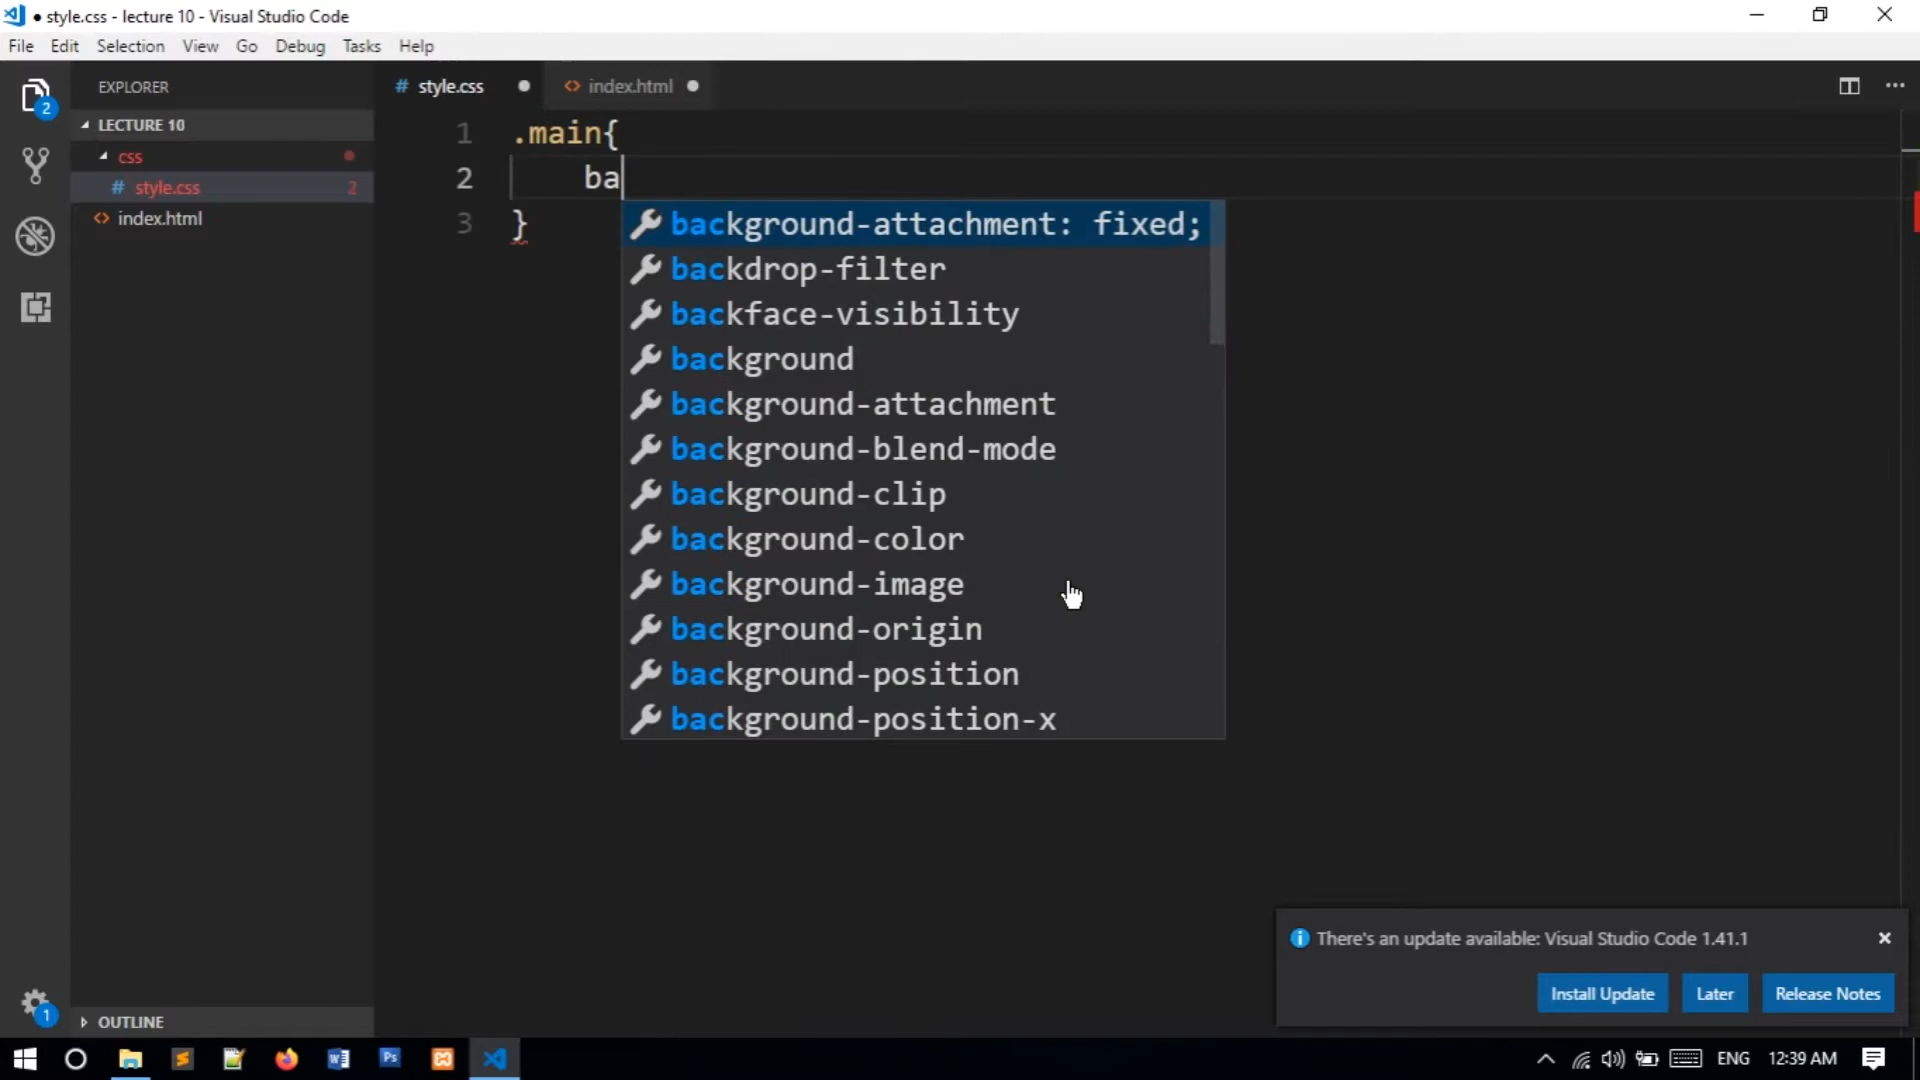 style.css - lecture 10 - Visual Studio Code
File Edit Selection View Go Debug Tasks Help
EXPLORER
LECTURE 10
css
# style.css 2
<> index.html
OUTLINE
2
1
# style.css
<> index.html
1 .main{
2 ba
3 }
background-attachment: fixed;
backdrop-filter
backface-visibility
background
background-attachment
background-blend-mode
background-clip
background-color
background-image
background-origin
background-position
background-position-x
There's an update available: Visual Studio Code 1.41.1
Install Update Later Release Notes
W Ps ENG 12:39 AM